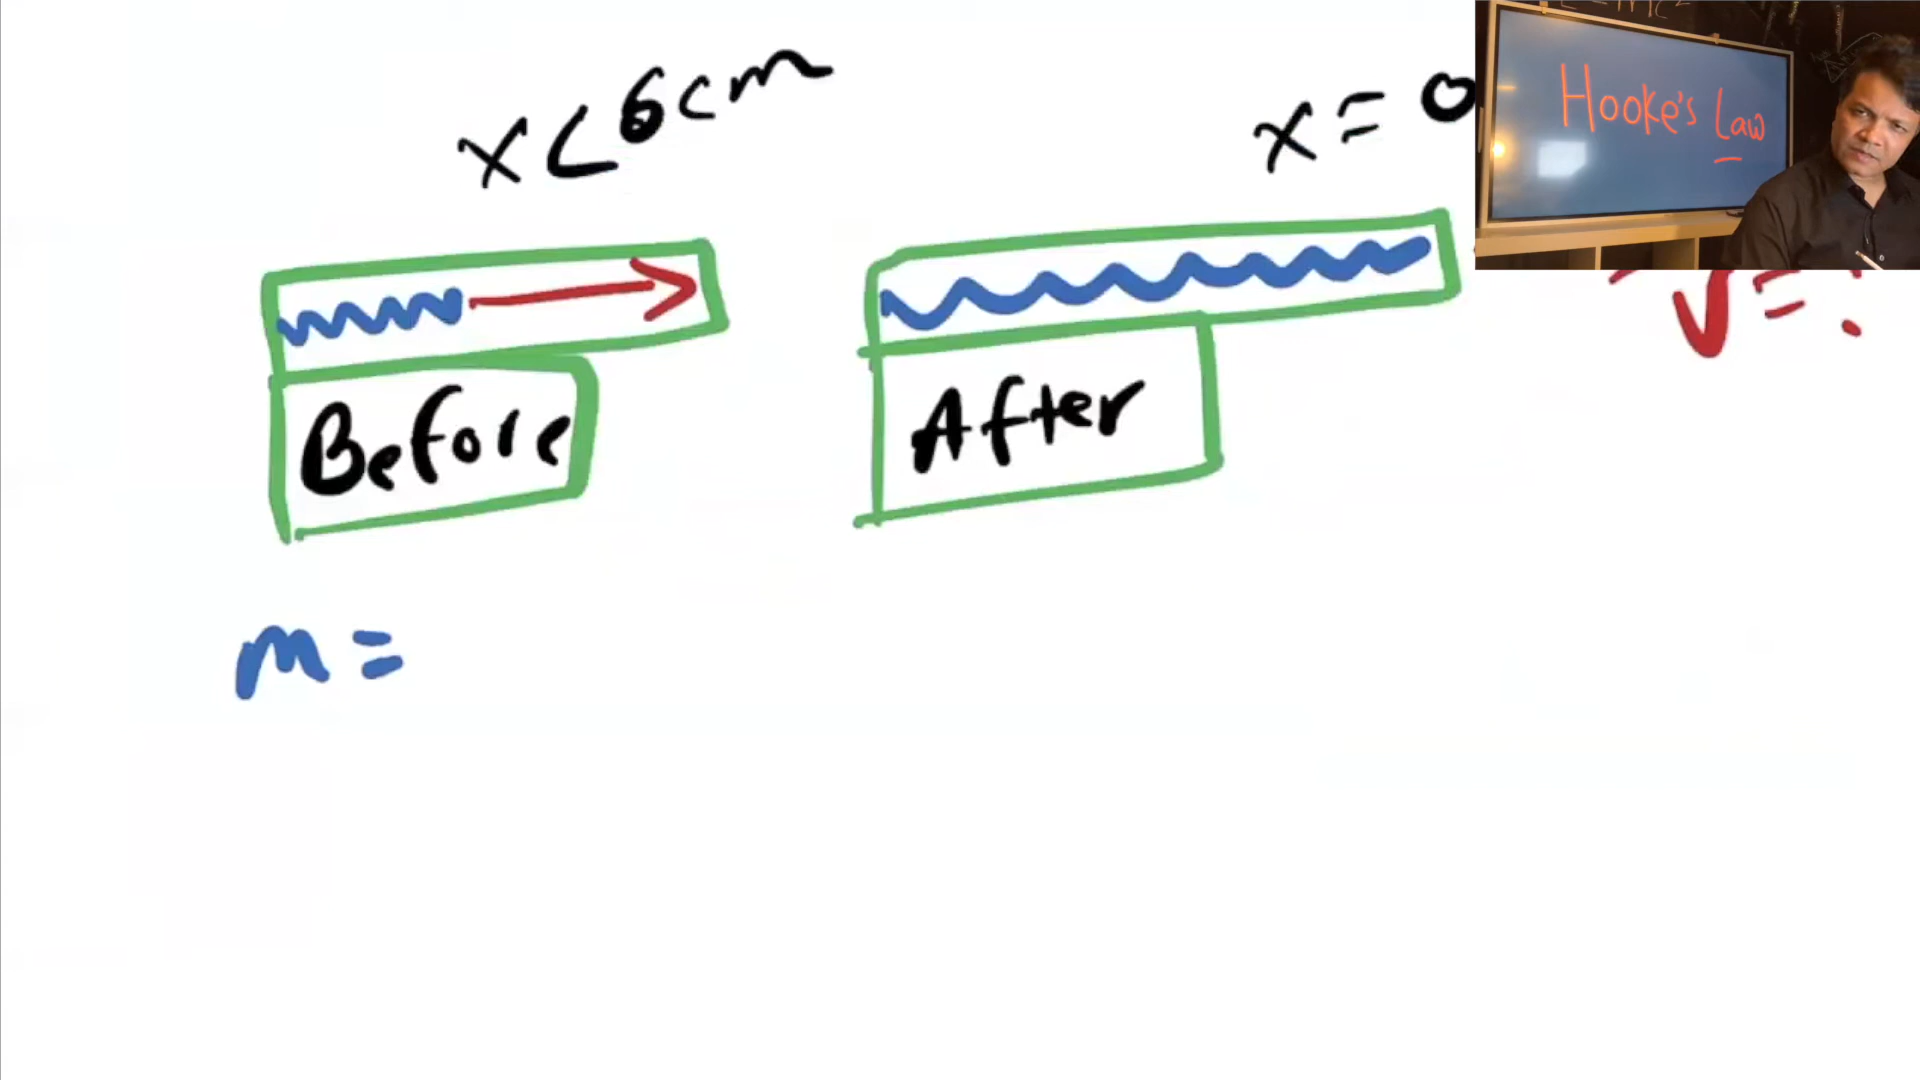 x<6cm
x=0
Hooke's Law
Before
After
v=?
m=